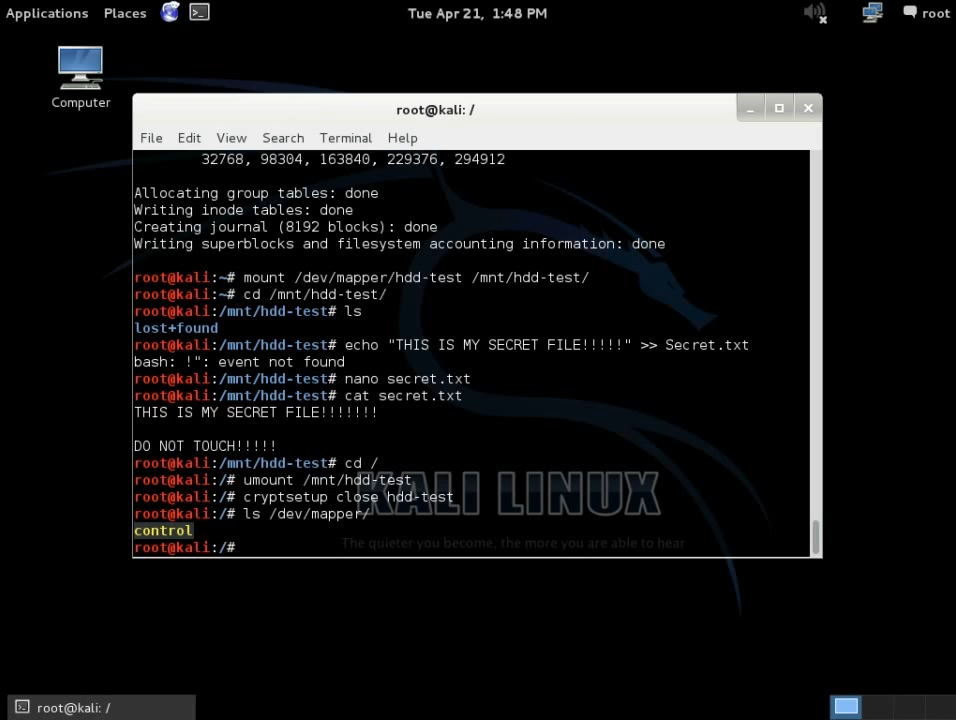 Applications Places Tue Apr 21, 1:48 PM root
Computer
root@kali: /
File Edit View Search Terminal Help
32768, 98304, 163840, 229376, 294912
Allocating group tables: done
Writing inode tables: done
Creating journal (8192 blocks): done
Writing superblocks and filesystem accounting information: done
root@kali:~# mount /dev/mapper/hdd-test /mnt/hdd-test/
root@kali:~# cd /mnt/hdd-test/
root@kali:/mnt/hdd-test# ls
lost+found
root@kali:/mnt/hdd-test# echo "THIS IS MY SECRET FILE!!!!!" >> Secret.txt
bash: !": event not found
root@kali:/mnt/hdd-test# nano secret.txt
root@kali:/mnt/hdd-test# cat secret.txt
THIS IS MY SECRET FILE!!!!!!!
DO NOT TOUCH!!!!!
root@kali:/mnt/hdd-test# cd /
root@kali:/# umount /mnt/hdd-test
root@kali:/# cryptsetup close hdd-test
root@kali:/# ls /dev/mapper/
control
root@kali:/#
KALI LINUX
The quieter you become, the more you are able to hear
root@kali: /